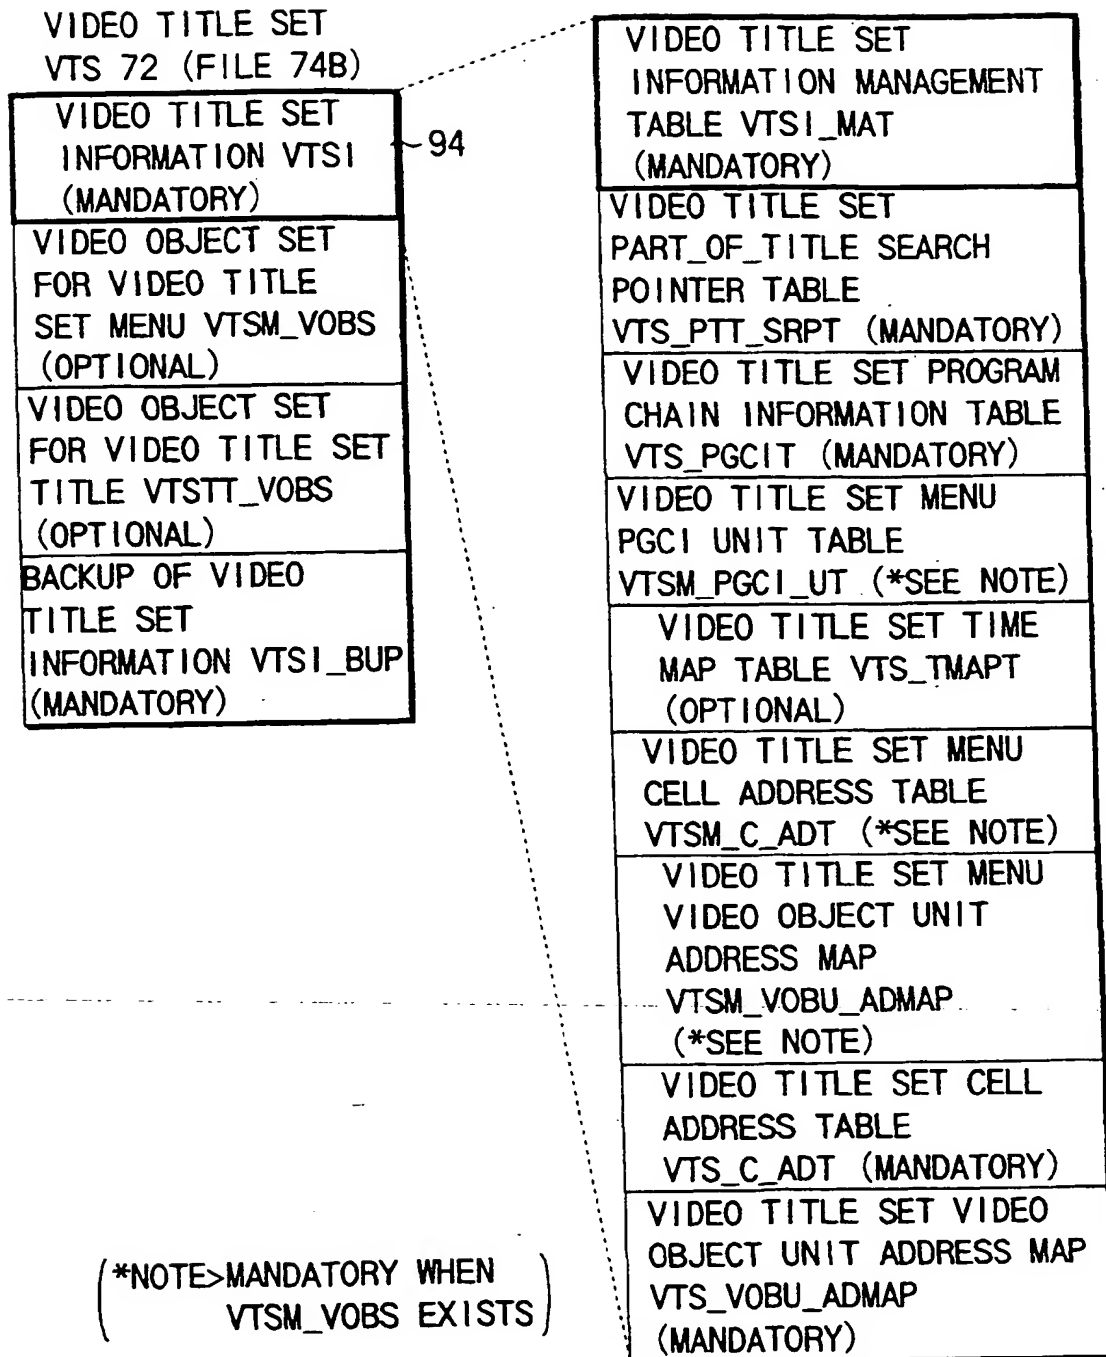 VIDEO TITLE SET
VTS 72 (FILE 74B)
VIDEO TITLE SET
INFORMATION VTSI
(MANDATORY)
94
VIDEO OBJECT SET
FOR VIDEO TITLE
SET MENU VTSM_VOBS
(OPTIONAL)
VIDEO OBJECT SET
FOR VIDEO TITLE SET
TITLE VTSTT_VOBS
(OPTIONAL)
BACKUP OF VIDEO
TITLE SET
INFORMATION VTSI_BUP
(MANDATORY)
VIDEO TITLE SET
INFORMATION MANAGEMENT
TABLE VTSI_MAT
(MANDATORY)
VIDEO TITLE SET
PART_OF_TITLE SEARCH
POINTER TABLE
VTS_PTT_SRPT (MANDATORY)
VIDEO TITLE SET PROGRAM
CHAIN INFORMATION TABLE
VTS_PGCIT (MANDATORY)
VIDEO TITLE SET MENU
PGCI UNIT TABLE
VTSM_PGCI_UT (*SEE NOTE)
VIDEO TITLE SET TIME
MAP TABLE VTS_TMAPT
(OPTIONAL)
VIDEO TITLE SET MENU
CELL ADDRESS TABLE
VTSM_C_ADT (*SEE NOTE)
VIDEO TITLE SET MENU
VIDEO OBJECT UNIT
ADDRESS MAP
VTSM_VOBU_ADMAP
(*SEE NOTE)
VIDEO TITLE SET CELL
ADDRESS TABLE
VTS_C_ADT (MANDATORY)
VIDEO TITLE SET VIDEO
OBJECT UNIT ADDRESS MAP
VTS_VOBU_ADMAP
(MANDATORY)
(*NOTE>MANDATORY WHEN
VTSM_VOBS EXISTS)